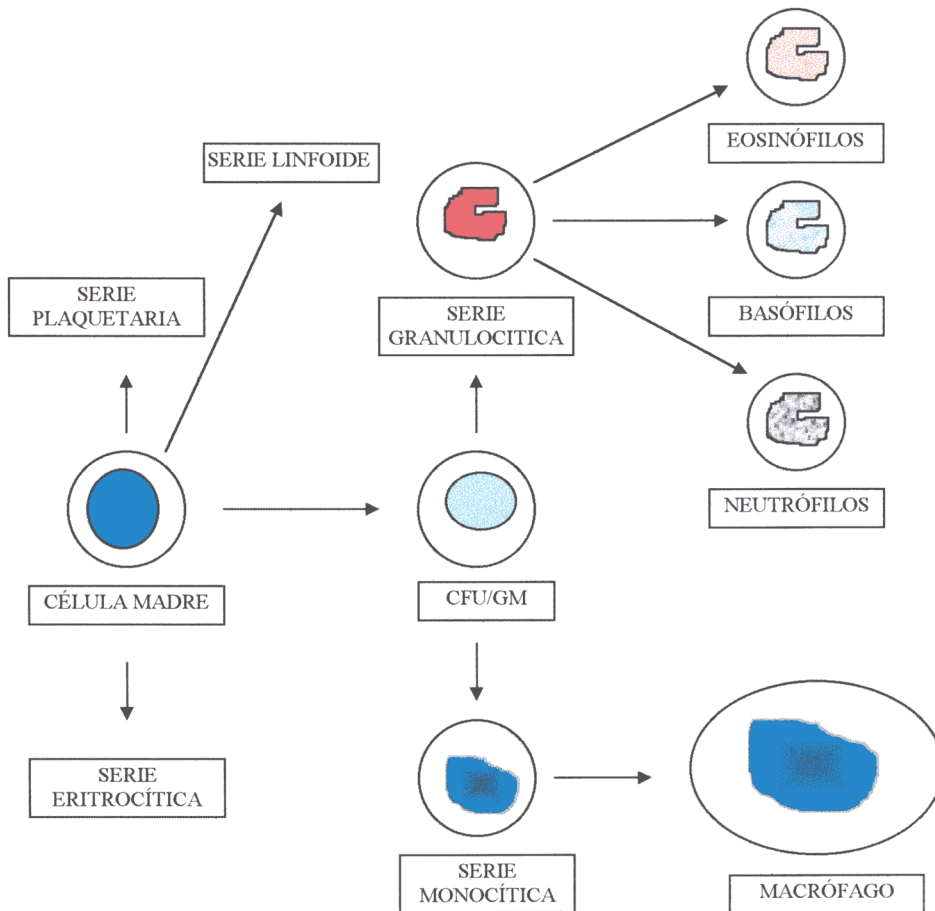 EOSINÓFILOS
SERIE LINFOIDE
SERIE
PLAQUETARIA
SERIE
GRANULOCITICA
BASÓFILOS
NEUTRÓFILOS
CÉLULA MADRE
CFU/GM
SERIE
ERITROCÍTICA
SERIE
MONOCÍTICA
MACRÓFAGO